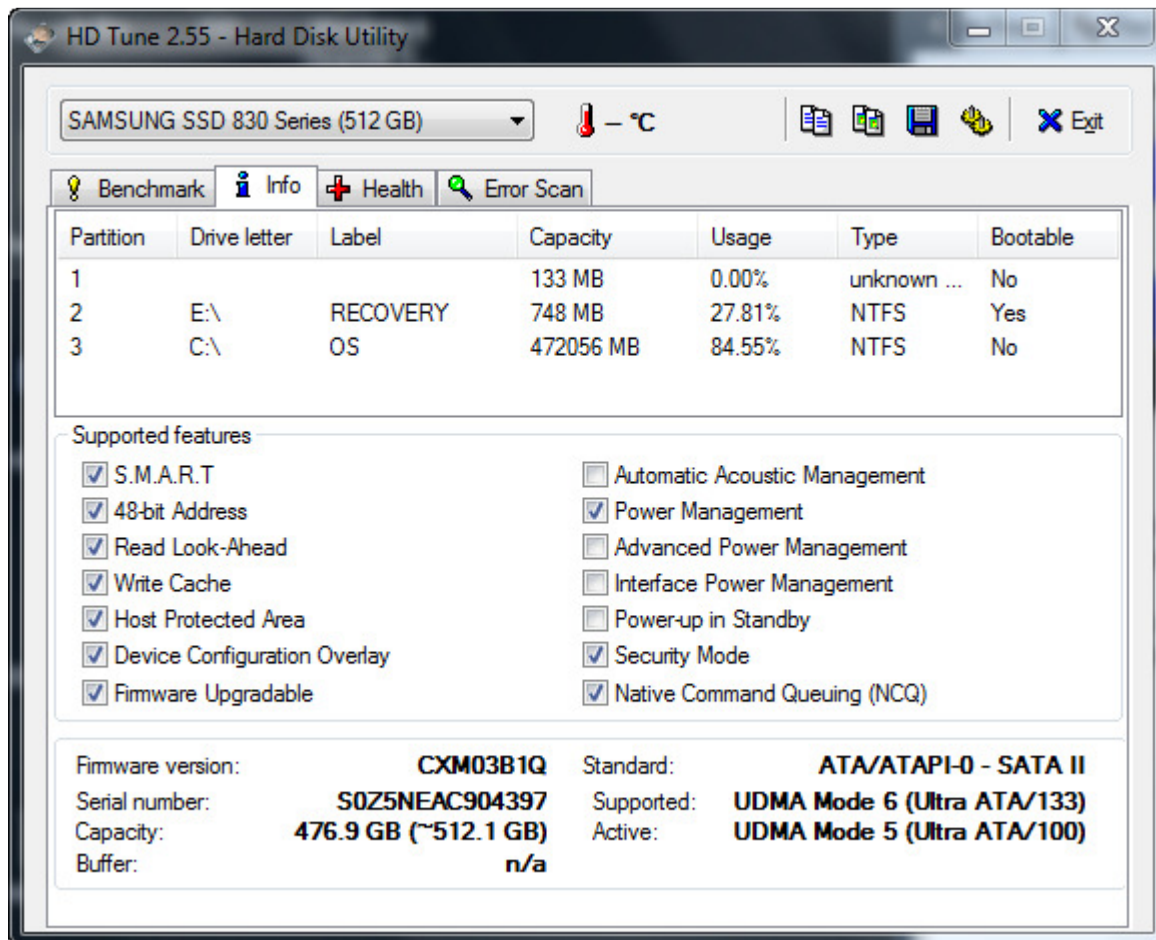 HD Tune 2.55 - Hard Disk Utility
SAMSUNG SSD 830 Series (512 GB) – °C Exit
Benchmark Info Health Error Scan
Partition Drive letter Label Capacity Usage Type Bootable
1 133 MB 0.00% unknown ... No
2 E:\ RECOVERY 748 MB 27.81% NTFS Yes
3 C:\ OS 472056 MB 84.55% NTFS No
Supported features
S.M.A.R.T Automatic Acoustic Management
48-bit Address Power Management
Read Look-Ahead Advanced Power Management
Write Cache Interface Power Management
Host Protected Area Power-up in Standby
Device Configuration Overlay Security Mode
Firmware Upgradable Native Command Queuing (NCQ)
Firmware version: CXM03B1Q Standard: ATA/ATAPI-0 - SATA II
Serial number: S0Z5NEAC904397 Supported: UDMA Mode 6 (Ultra ATA/133)
Capacity: 476.9 GB (~512.1 GB) Active: UDMA Mode 5 (Ultra ATA/100)
Buffer: n/a